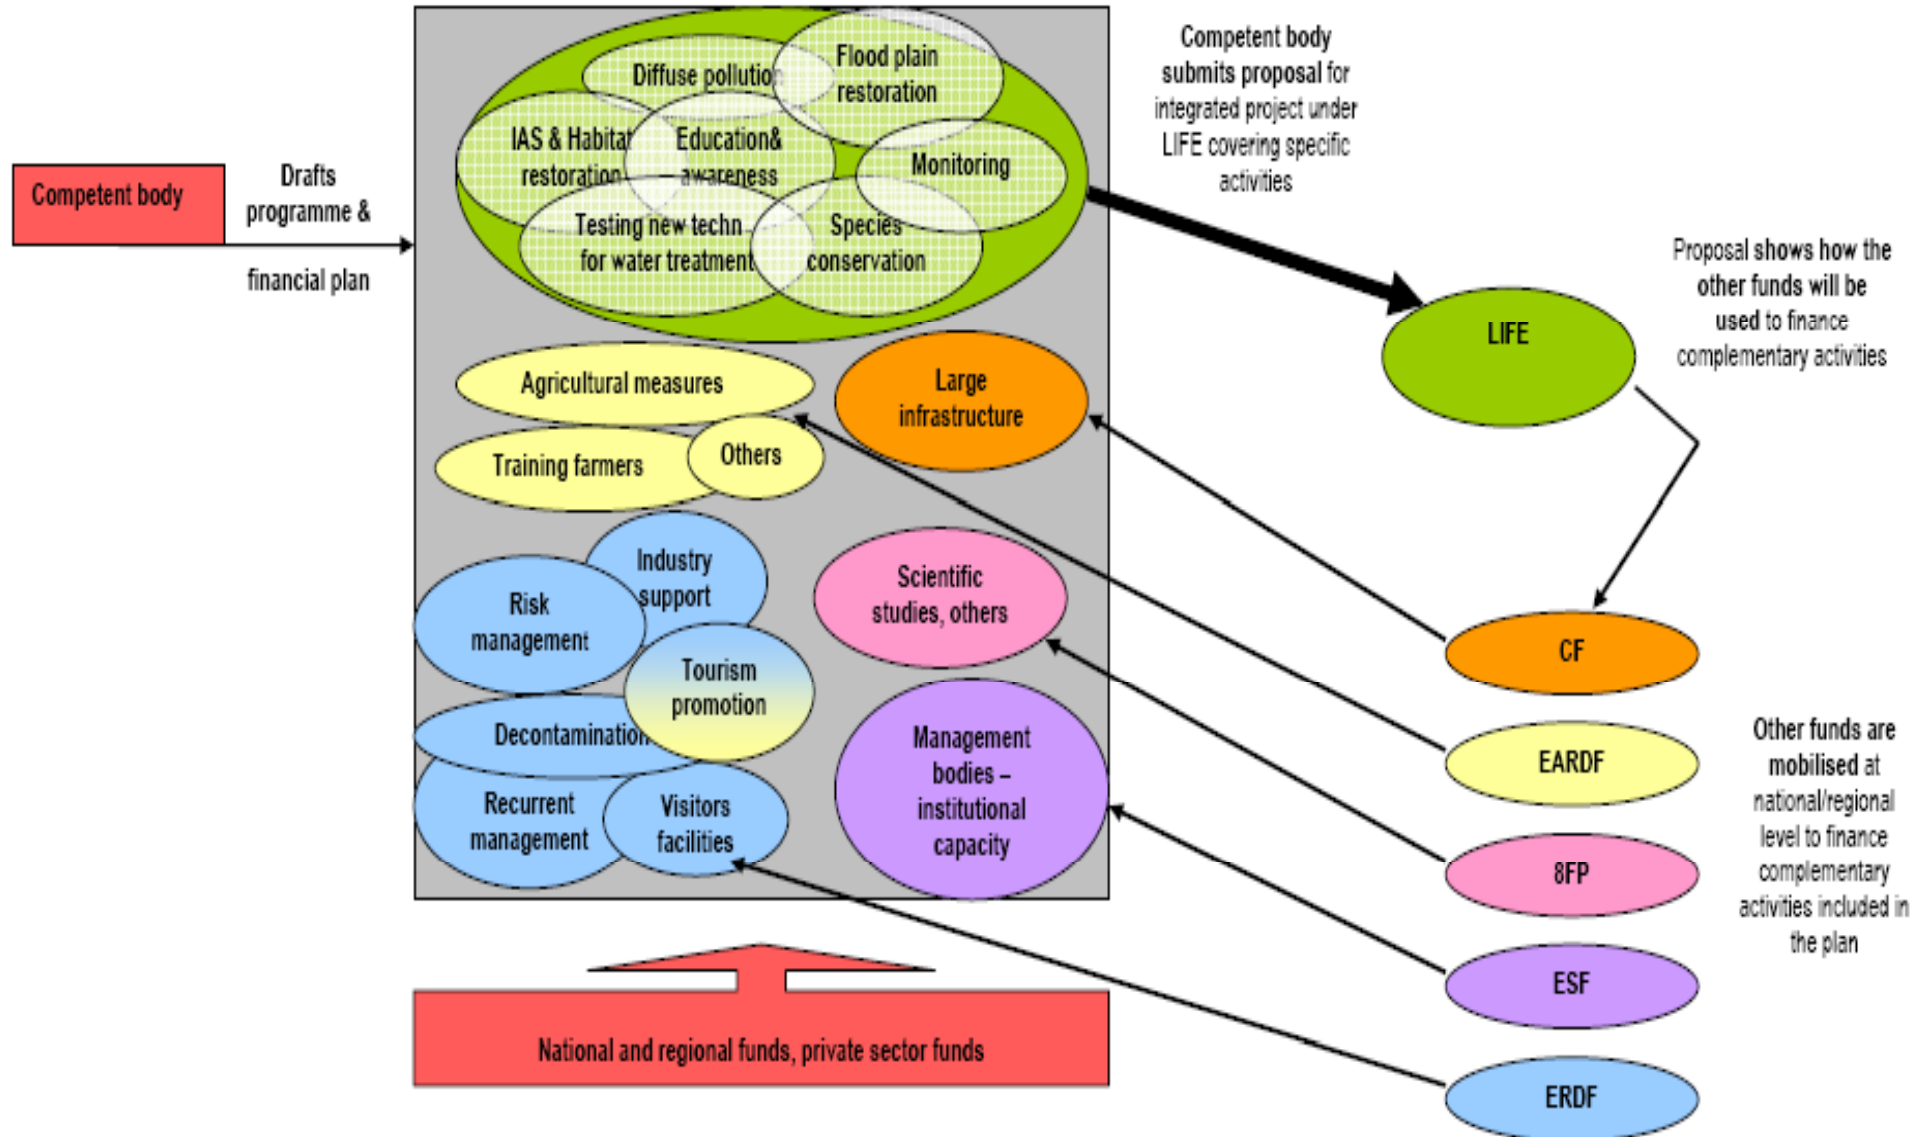 Competent body
Drafts
programme &
financial plan
Diffuse pollution
Flood plain
restoration
IAS & Habitat
restoration
Education&
awareness
Monitoring
Testing new techn
for water treatment
Species
conservation
Agricultural measures
Large
infrastructure
Training farmers
Others
Industry
support
Risk
management
Scientific
studies, others
Tourism
promotion
Decontamination
Management
bodies –
institutional
capacity
Recurrent
management
Visitors
facilities
National and regional funds, private sector funds
Competent body
submits proposal for
integrated project under
LIFE covering specific
activities
LIFE
Proposal shows how the
other funds will be
used to finance
complementary activities
CF
EARDF
8FP
ESF
ERDF
Other funds are
mobilised at
national/regional
level to finance
complementary
activities included in
the plan